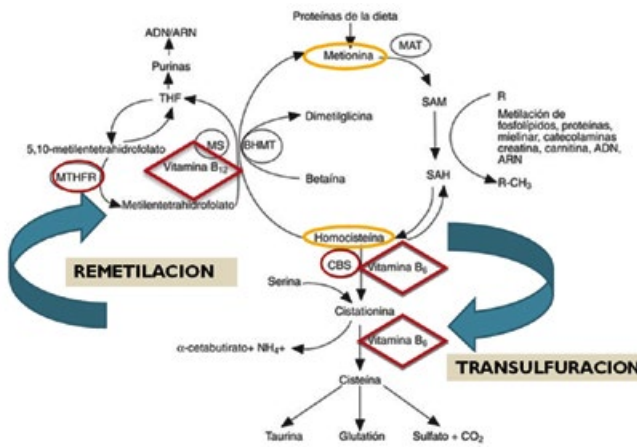 Proteínas de la dieta
ADN/ARN
Metionina
MAT
Purinas
THF
SAM
R
Dimetilglicina
Metilación de
fosfolípidos, proteínas,
mielinar, catecolaminas
creatina, carnitina, ADN,
ARN
5,10-metilentetrahidrofolato
MS
BHMT
Vitamina B12
MTHFR
Betaína
SAH
R-CH3
Metilentetrahidrofolato
Homocisteína
REMETILACION
CBS
Vitamina B6
Serina
Cistationina
α-cetabutirato+ NH4+
Vitamina B6
TRANSULFURACION
Cisteína
Taurina
Glutatión
Sulfato + CO2